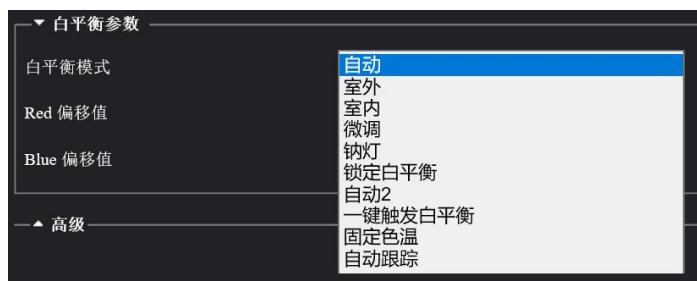 白平衡参数
白平衡模式
自动
室外
室内
Red 偏移值
微调
钠灯
Blue 偏移值
锁定白平衡
自动2
一键触发白平衡
高级
固定色温
自动跟踪